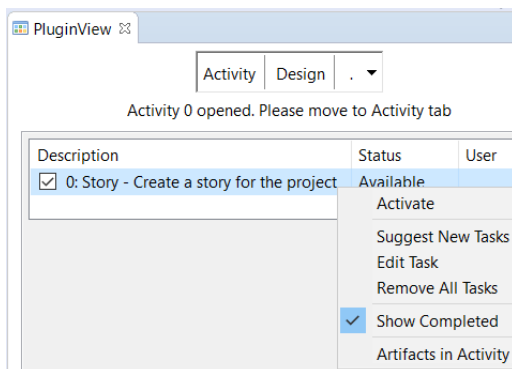 PluginView
Activity Design .
Activity 0 opened. Please move to Activity tab
Description Status User
0: Story - Create a story for the project Available
Activate
Suggest New Tasks
Edit Task
Remove All Tasks
Show Completed
Artifacts in Activity